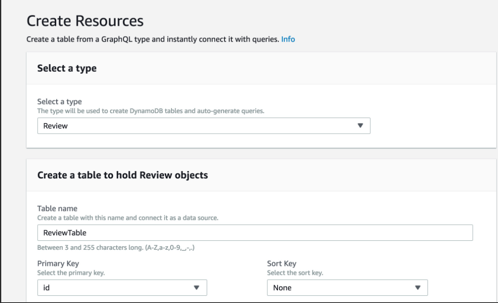 Create Resources
Create a table from a GraphQL type and instantly connect it with queries. Info
Select a type
Select a type
The type will be used to create DynamoDB tables and auto-generate queries.
Review
Create a table to hold Review objects
Table name
Create a table with this name and connect it as a data source.
ReviewTable
Between 3 and 255 characters long. (A-Z,a-z,0-9,_,-,.)
Primary Key
Select the primary key.
id
Sort Key
Select the sort key.
None